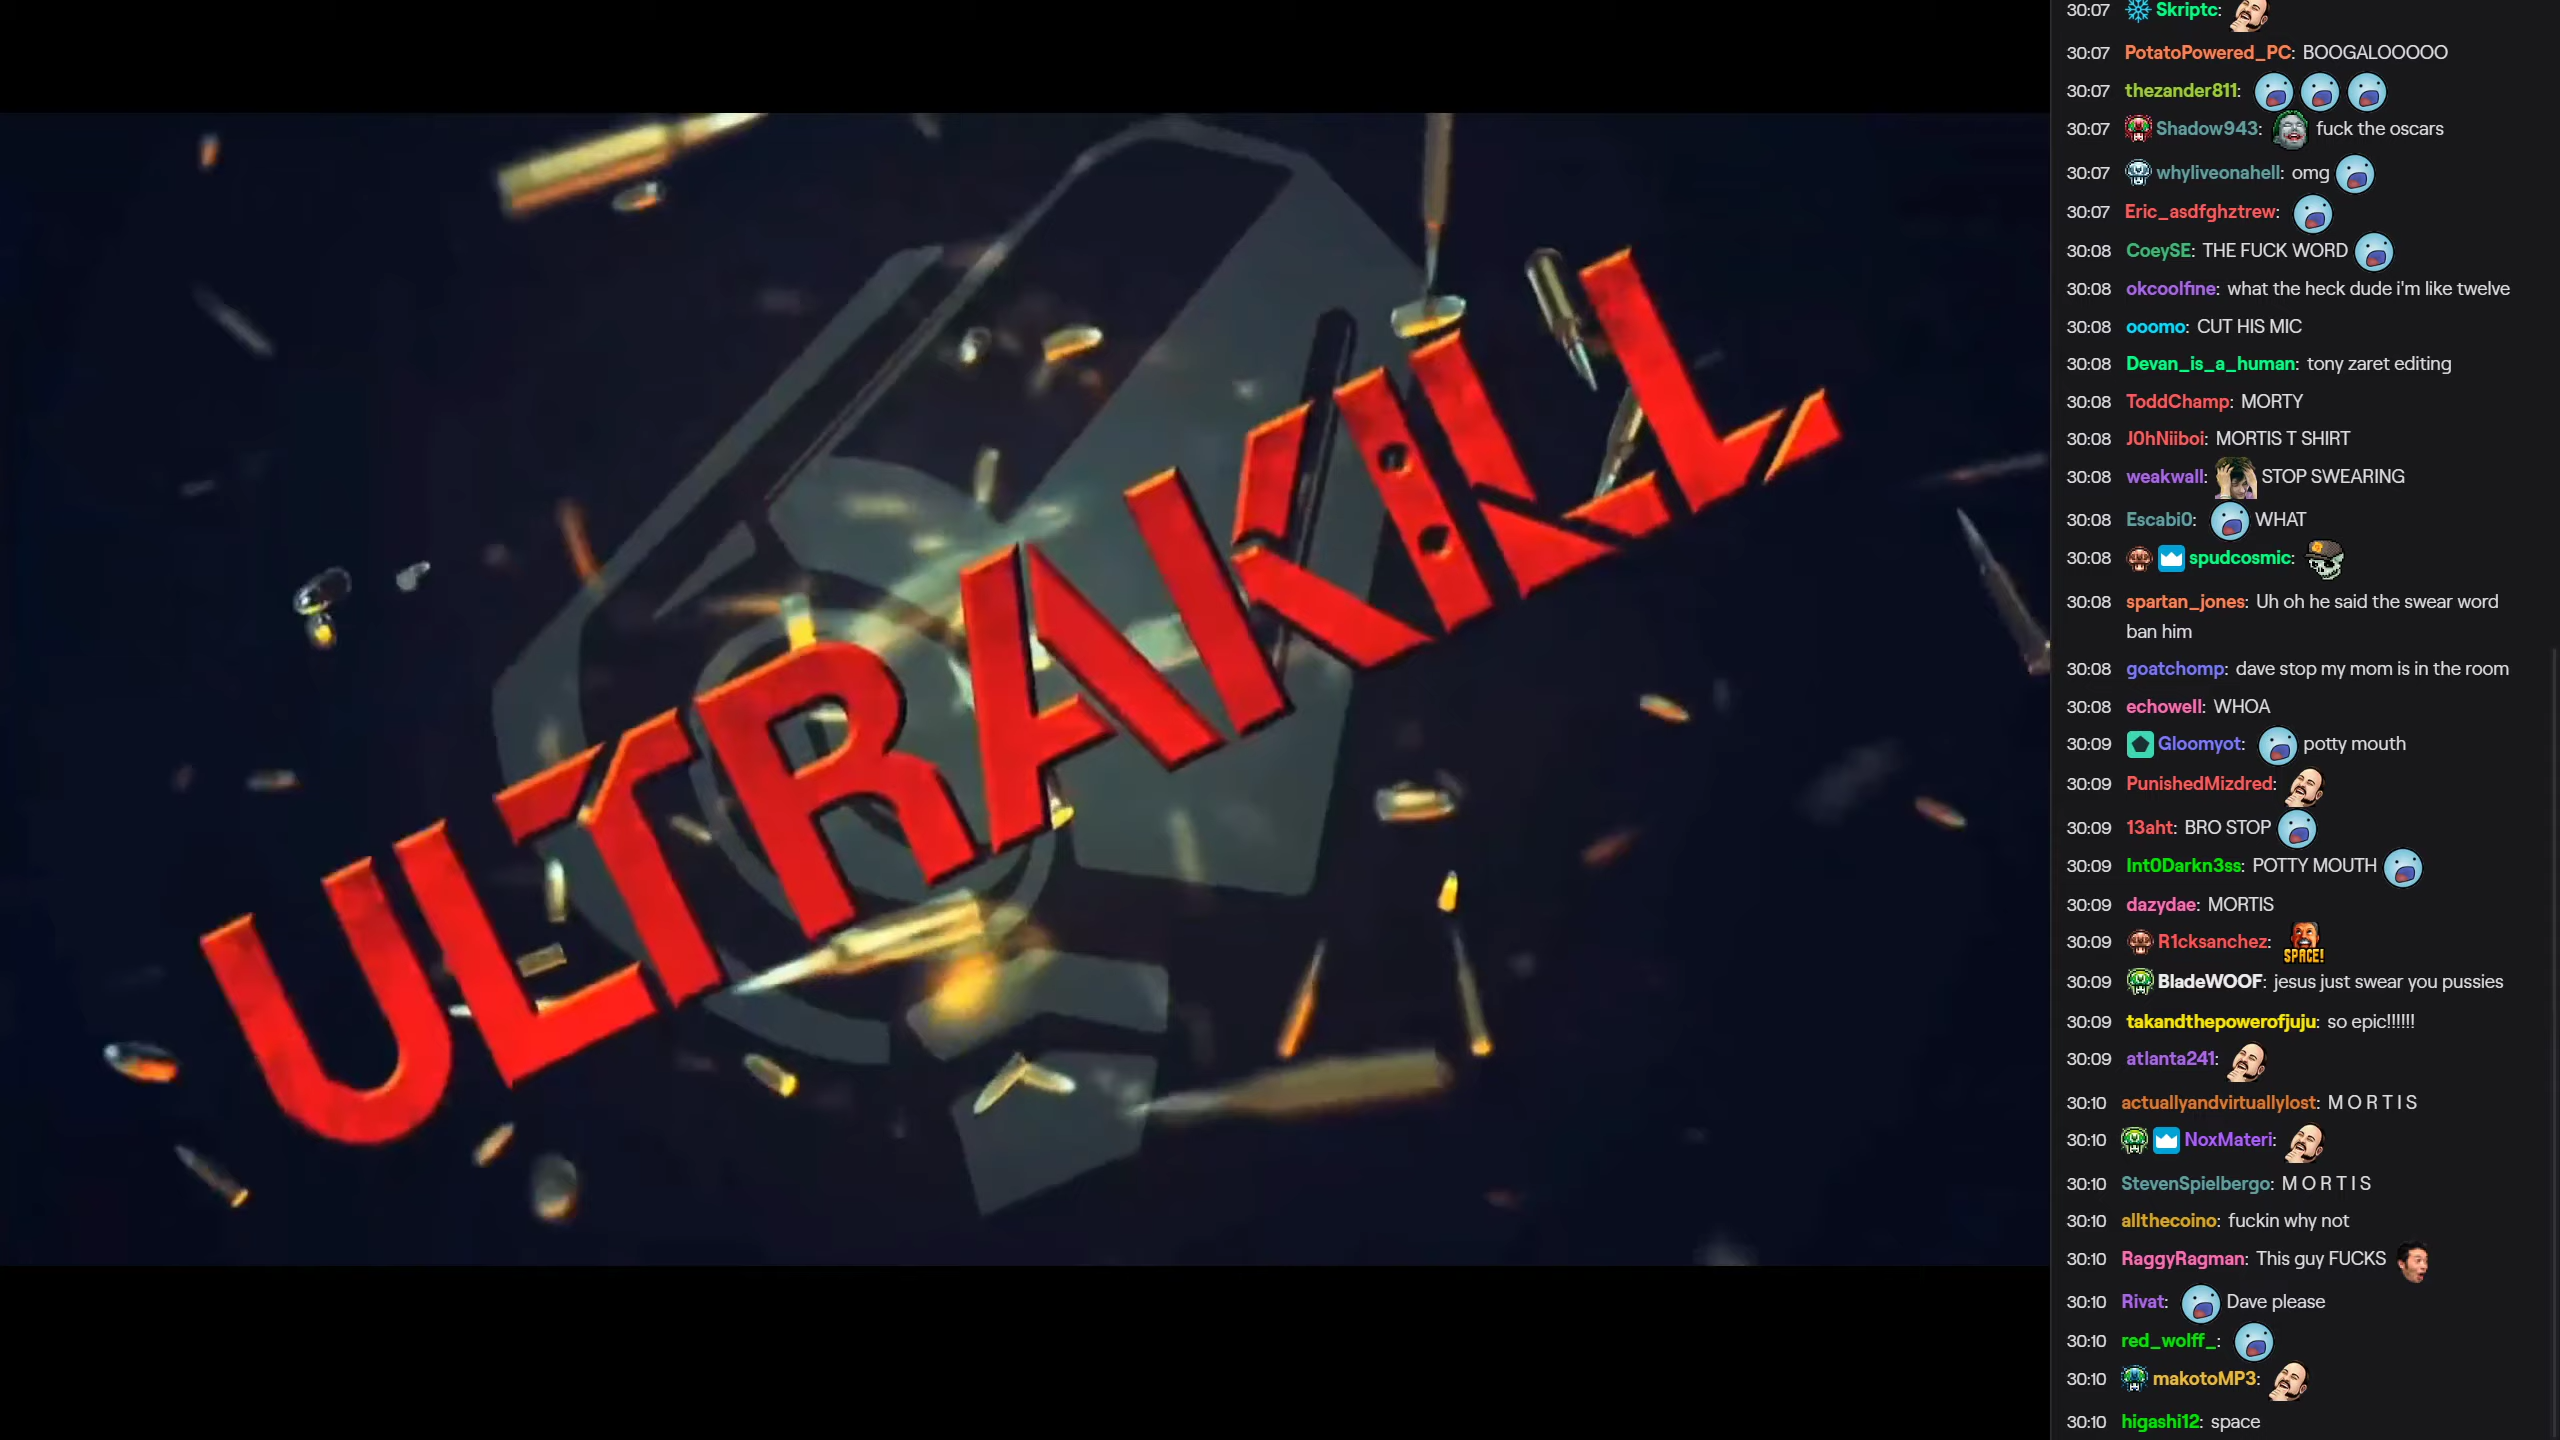 ULTRAKILL
30:07 Skriptc:
30:07 PotatoPowered_PC: BOOGALOOOOO
30:07 thezander811:
30:07 Shadow943: fuck the oscars
30:07 whyliveonahell: omg
30:07 Eric_asdfghztrew:
30:08 CoeySE: THE FUCK WORD
30:08 okcoolfine: what the heck dude i'm like twelve
30:08 ooomo: CUT HIS MIC
30:08 Devan_is_a_human: tony zaret editing
30:08 ToddChamp: MORTY
30:08 J0hNiiboi: MORTIS T SHIRT
30:08 weakwall: STOP SWEARING
30:08 Escabi0: WHAT
30:08 spudcosmic:
30:08 spartan_jones: Uh oh he said the swear word
ban him
30:08 goatchomp: dave stop my mom is in the room
30:08 echowell: WHOA
30:09 Gloomyot: potty mouth
30:09 PunishedMizdred:
30:09 13aht: BRO STOP
30:09 Int0Darkn3ss: POTTY MOUTH
30:09 dazydae: MORTIS
30:09 R1cksanchez: SPACE!
30:09 BladeWOOF: jesus just swear you pussies
30:09 takandthepowerofjuju: so epic!!!!!!
30:09 atlanta241:
30:10 actuallyandvirtuallylost: M O R T I S
30:10 NoxMateri:
30:10 StevenSpielbergo: M O R T I S
30:10 allthecoino: fuckin why not
30:10 RaggyRagman: This guy FUCKS
30:10 Rivat: Dave please
30:10 red_wolff_:
30:10 makotoMP3:
30:10 higashi12: space